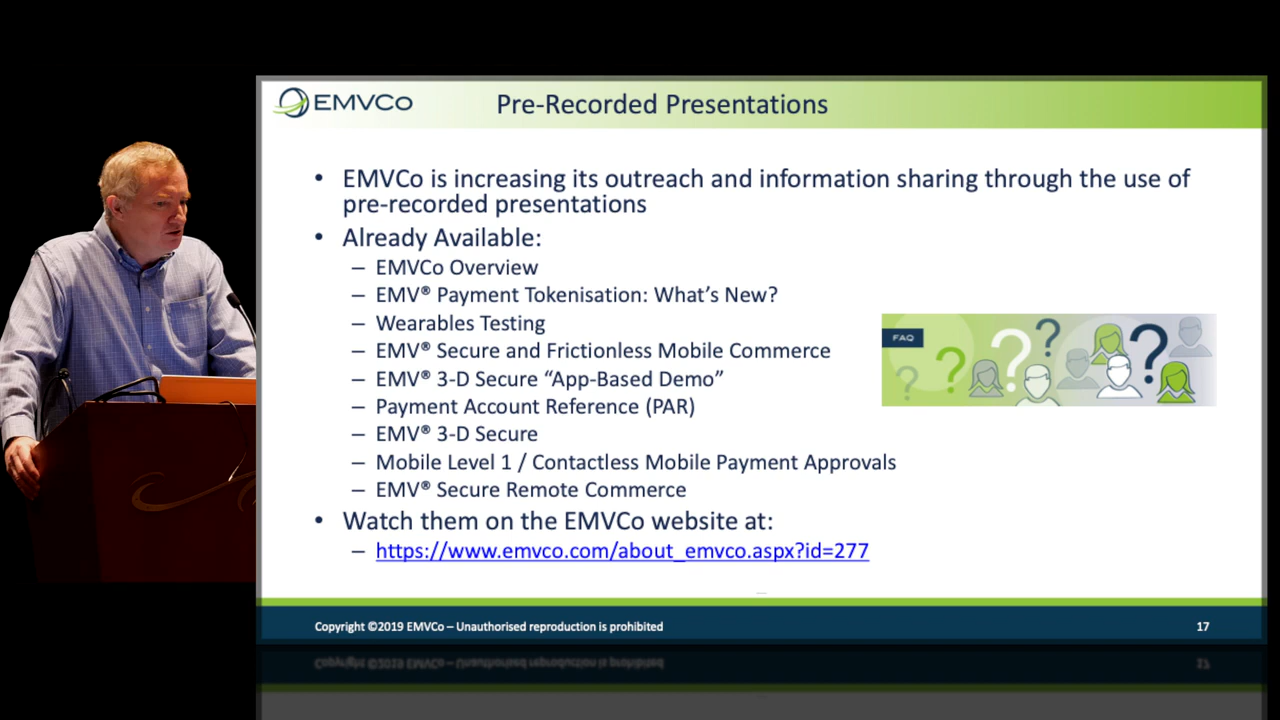 EMVCo
Pre-Recorded Presentations
• EMVCo is increasing its outreach and information sharing through the use of
pre-recorded presentations
• Already Available:
– EMVCo Overview
– EMV® Payment Tokenisation: What's New?
– Wearables Testing
– EMV® Secure and Frictionless Mobile Commerce
– EMV® 3-D Secure “App-Based Demo”
– Payment Account Reference (PAR)
– EMV® 3-D Secure
– Mobile Level 1 / Contactless Mobile Payment Approvals
– EMV® Secure Remote Commerce
FAQ
? ? ? ? ?
• Watch them on the EMVCo website at:
– https://www.emvco.com/about_emvco.aspx?id=277
Copyright ©2019 EMVCo – Unauthorised reproduction is prohibited
17